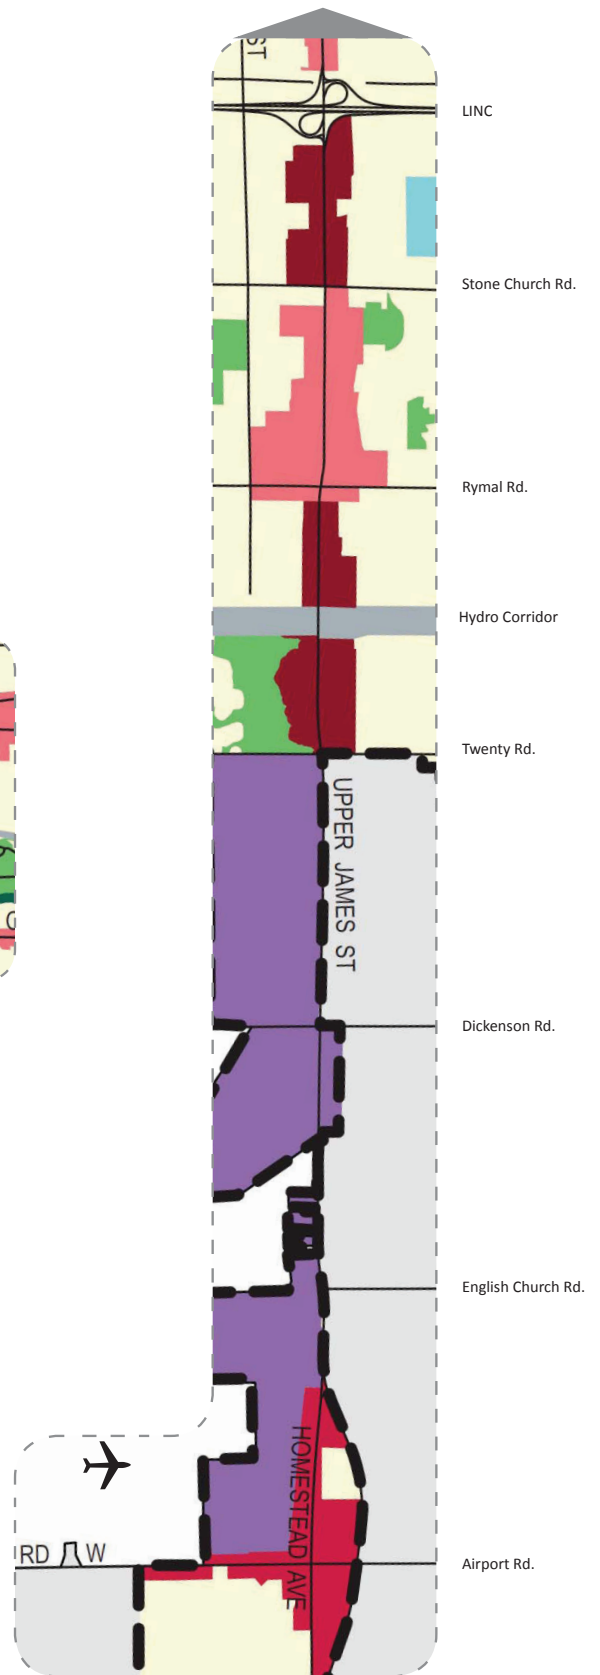 ST
LINC
Stone Church Rd.
Rymal Rd.
Hydro Corridor
Twenty Rd.
UPPER JAMES ST
Dickenson Rd.
English Church Rd.
HOMESTEAD AVE
RD W
Airport Rd.